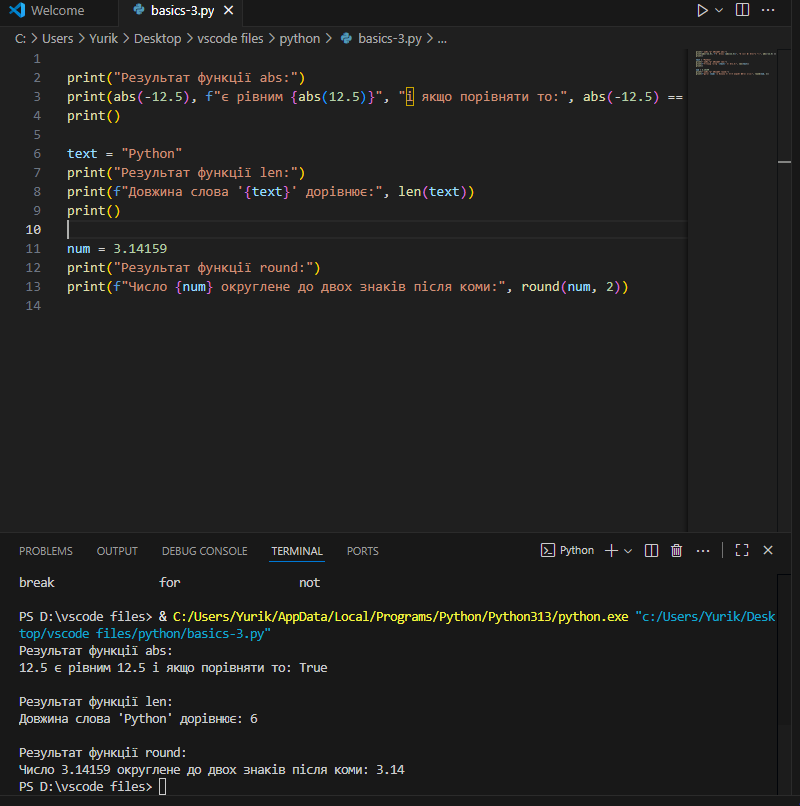 Welcome
basics-3.py
C: > Users > Yurik > Desktop > vscode files > python > basics-3.py > ...
1
2 print("Результат функції abs:")
3 print(abs(-12.5), f"є рівним {abs(12.5)}", "і якщо порівняти то:", abs(-12.5) ==
4 print()
5
6 text = "Python"
7 print("Результат функції len:")
8 print(f"Довжина слова '{text}' дорівнює:", len(text))
9 print()
10
11 num = 3.14159
12 print("Результат функції round:")
13 print(f"Число {num} округлене до двох знаків після коми:", round(num, 2))
14
PROBLEMS OUTPUT DEBUG CONSOLE TERMINAL PORTS Python
break for not
PS D:\vscode files> & C:/Users/Yurik/AppData/Local/Programs/Python/Python313/python.exe "c:/Users/Yurik/Desk
top/vscode files/python/basics-3.py"
Результат функції abs:
12.5 є рівним 12.5 і якщо порівняти то: True
Результат функції len:
Довжина слова 'Python' дорівнює: 6
Результат функції round:
Число 3.14159 округлене до двох знаків після коми: 3.14
PS D:\vscode files>